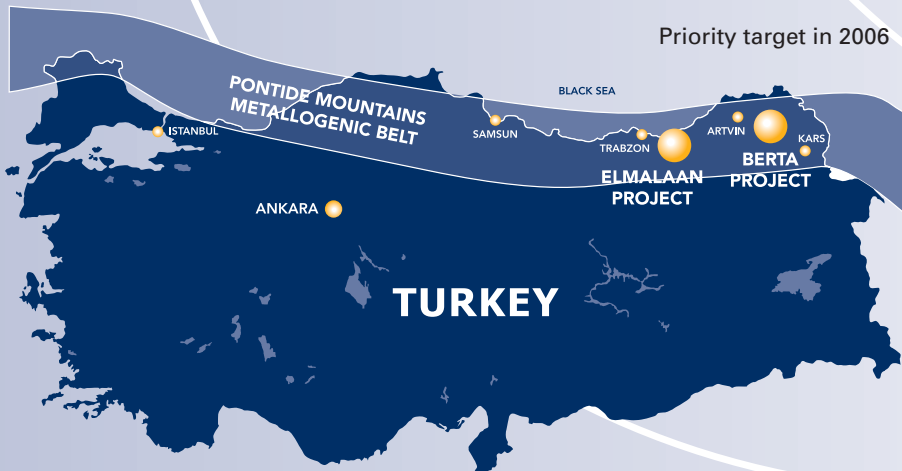 Priority target in 2006
PONTIDE MOUNTAINS
METALLOGENIC BELT
BLACK SEA
ISTANBUL
SAMSUN
TRABZON
ARTVIN
KARS
ELMALAAN
PROJECT
BERTA
PROJECT
ANKARA
TURKEY